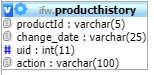 ifw.producthistory
productId : varchar(5)
change_date : varchar(25)
uid : int(11)
action : varchar(100)